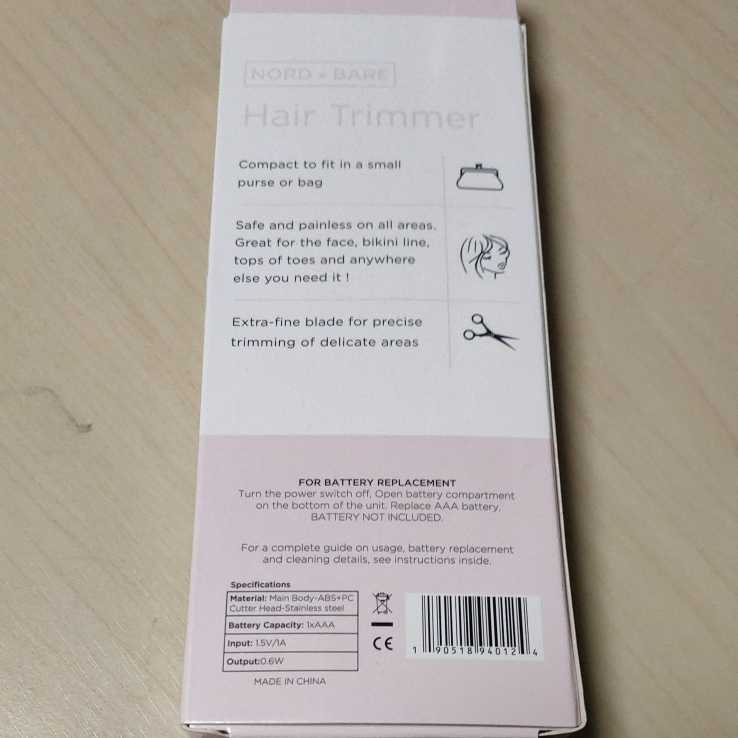 NORD + BARE
Hair Trimmer
Compact to fit in a small
purse or bag
Safe and painless on all areas.
Great for the face, bikini line,
tops of toes and anywhere
else you need it !
Extra-fine blade for precise
trimming of delicate areas
FOR BATTERY REPLACEMENT
Turn the power switch off. Open battery compartment
on the bottom of the unit. Replace AAA battery.
BATTERY NOT INCLUDED.
For a complete guide on usage, battery replacement
and cleaning details, see instructions inside.
Specifications
Material: Main Body-ABS+PC
Cutter Head-Stainless steel
Battery Capacity: 1xAAA
Input: 1.5V/1A
Output:0.6W
MADE IN CHINA
CE
1 90518 94012 4